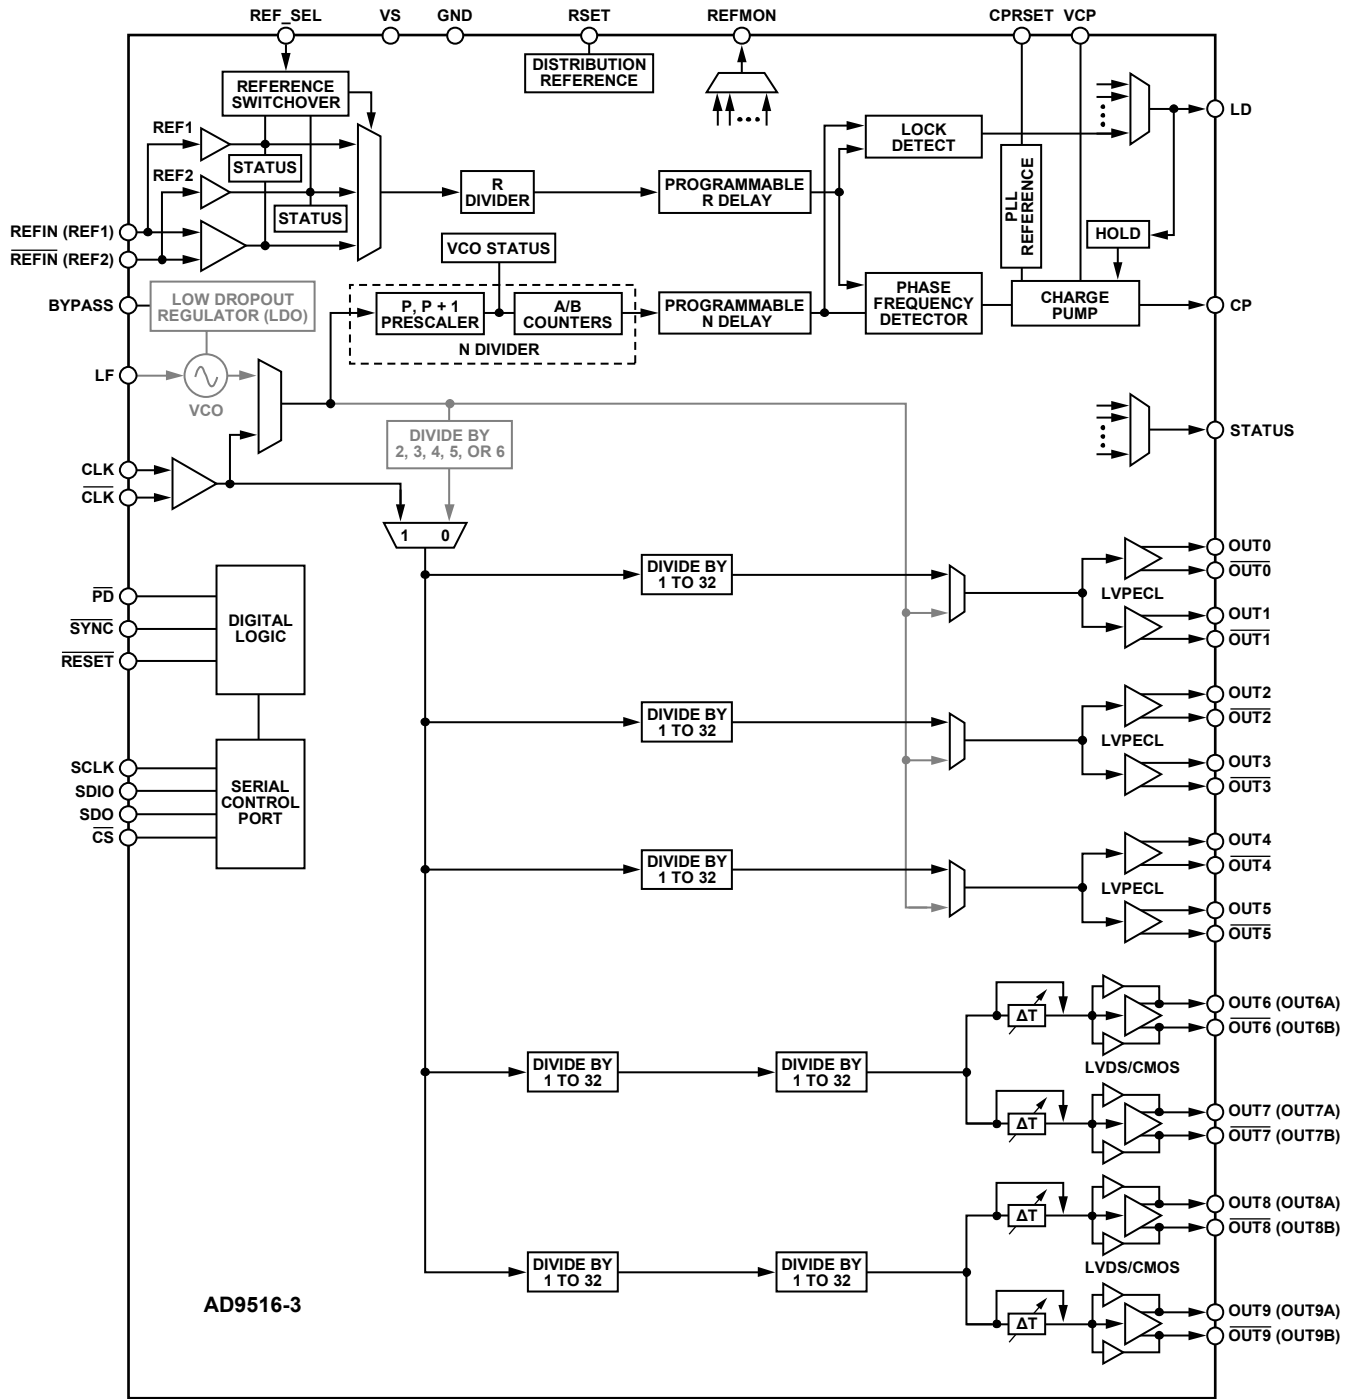 REF_SEL
VS
GND
RSET
REFMON
CPRSET
VCP
DISTRIBUTION
REFERENCE
REFERENCE
SWITCHOVER
REF1
STATUS
REF2
STATUS
REFIN (REF1)
REFIN (REF2)
BYPASS
LF
CLK
CLK
R
DIVIDER
PROGRAMMABLE
R DELAY
LOCK
DETECT
LD
PLL
REFERENCE
HOLD
VCO STATUS
LOW DROPOUT
REGULATOR (LDO)
P, P + 1
PRESCALER
A/B
COUNTERS
N DIVIDER
PROGRAMMABLE
N DELAY
PHASE
FREQUENCY
DETECTOR
CHARGE
PUMP
CP
VCO
DIVIDE BY
2, 3, 4, 5, OR 6
STATUS
1 0
PD
SYNC
RESET
DIGITAL
LOGIC
SCLK
SDIO
SDO
CS
SERIAL
CONTROL
PORT
DIVIDE BY
1 TO 32
LVPECL
OUT0
OUT0
OUT1
OUT1
DIVIDE BY
1 TO 32
LVPECL
OUT2
OUT2
OUT3
OUT3
DIVIDE BY
1 TO 32
LVPECL
OUT4
OUT4
OUT5
OUT5
DIVIDE BY
1 TO 32
DIVIDE BY
1 TO 32
ΔT
ΔT
LVDS/CMOS
OUT6 (OUT6A)
OUT6 (OUT6B)
OUT7 (OUT7A)
OUT7 (OUT7B)
DIVIDE BY
1 TO 32
DIVIDE BY
1 TO 32
ΔT
ΔT
LVDS/CMOS
OUT8 (OUT8A)
OUT8 (OUT8B)
OUT9 (OUT9A)
OUT9 (OUT9B)
AD9516-3